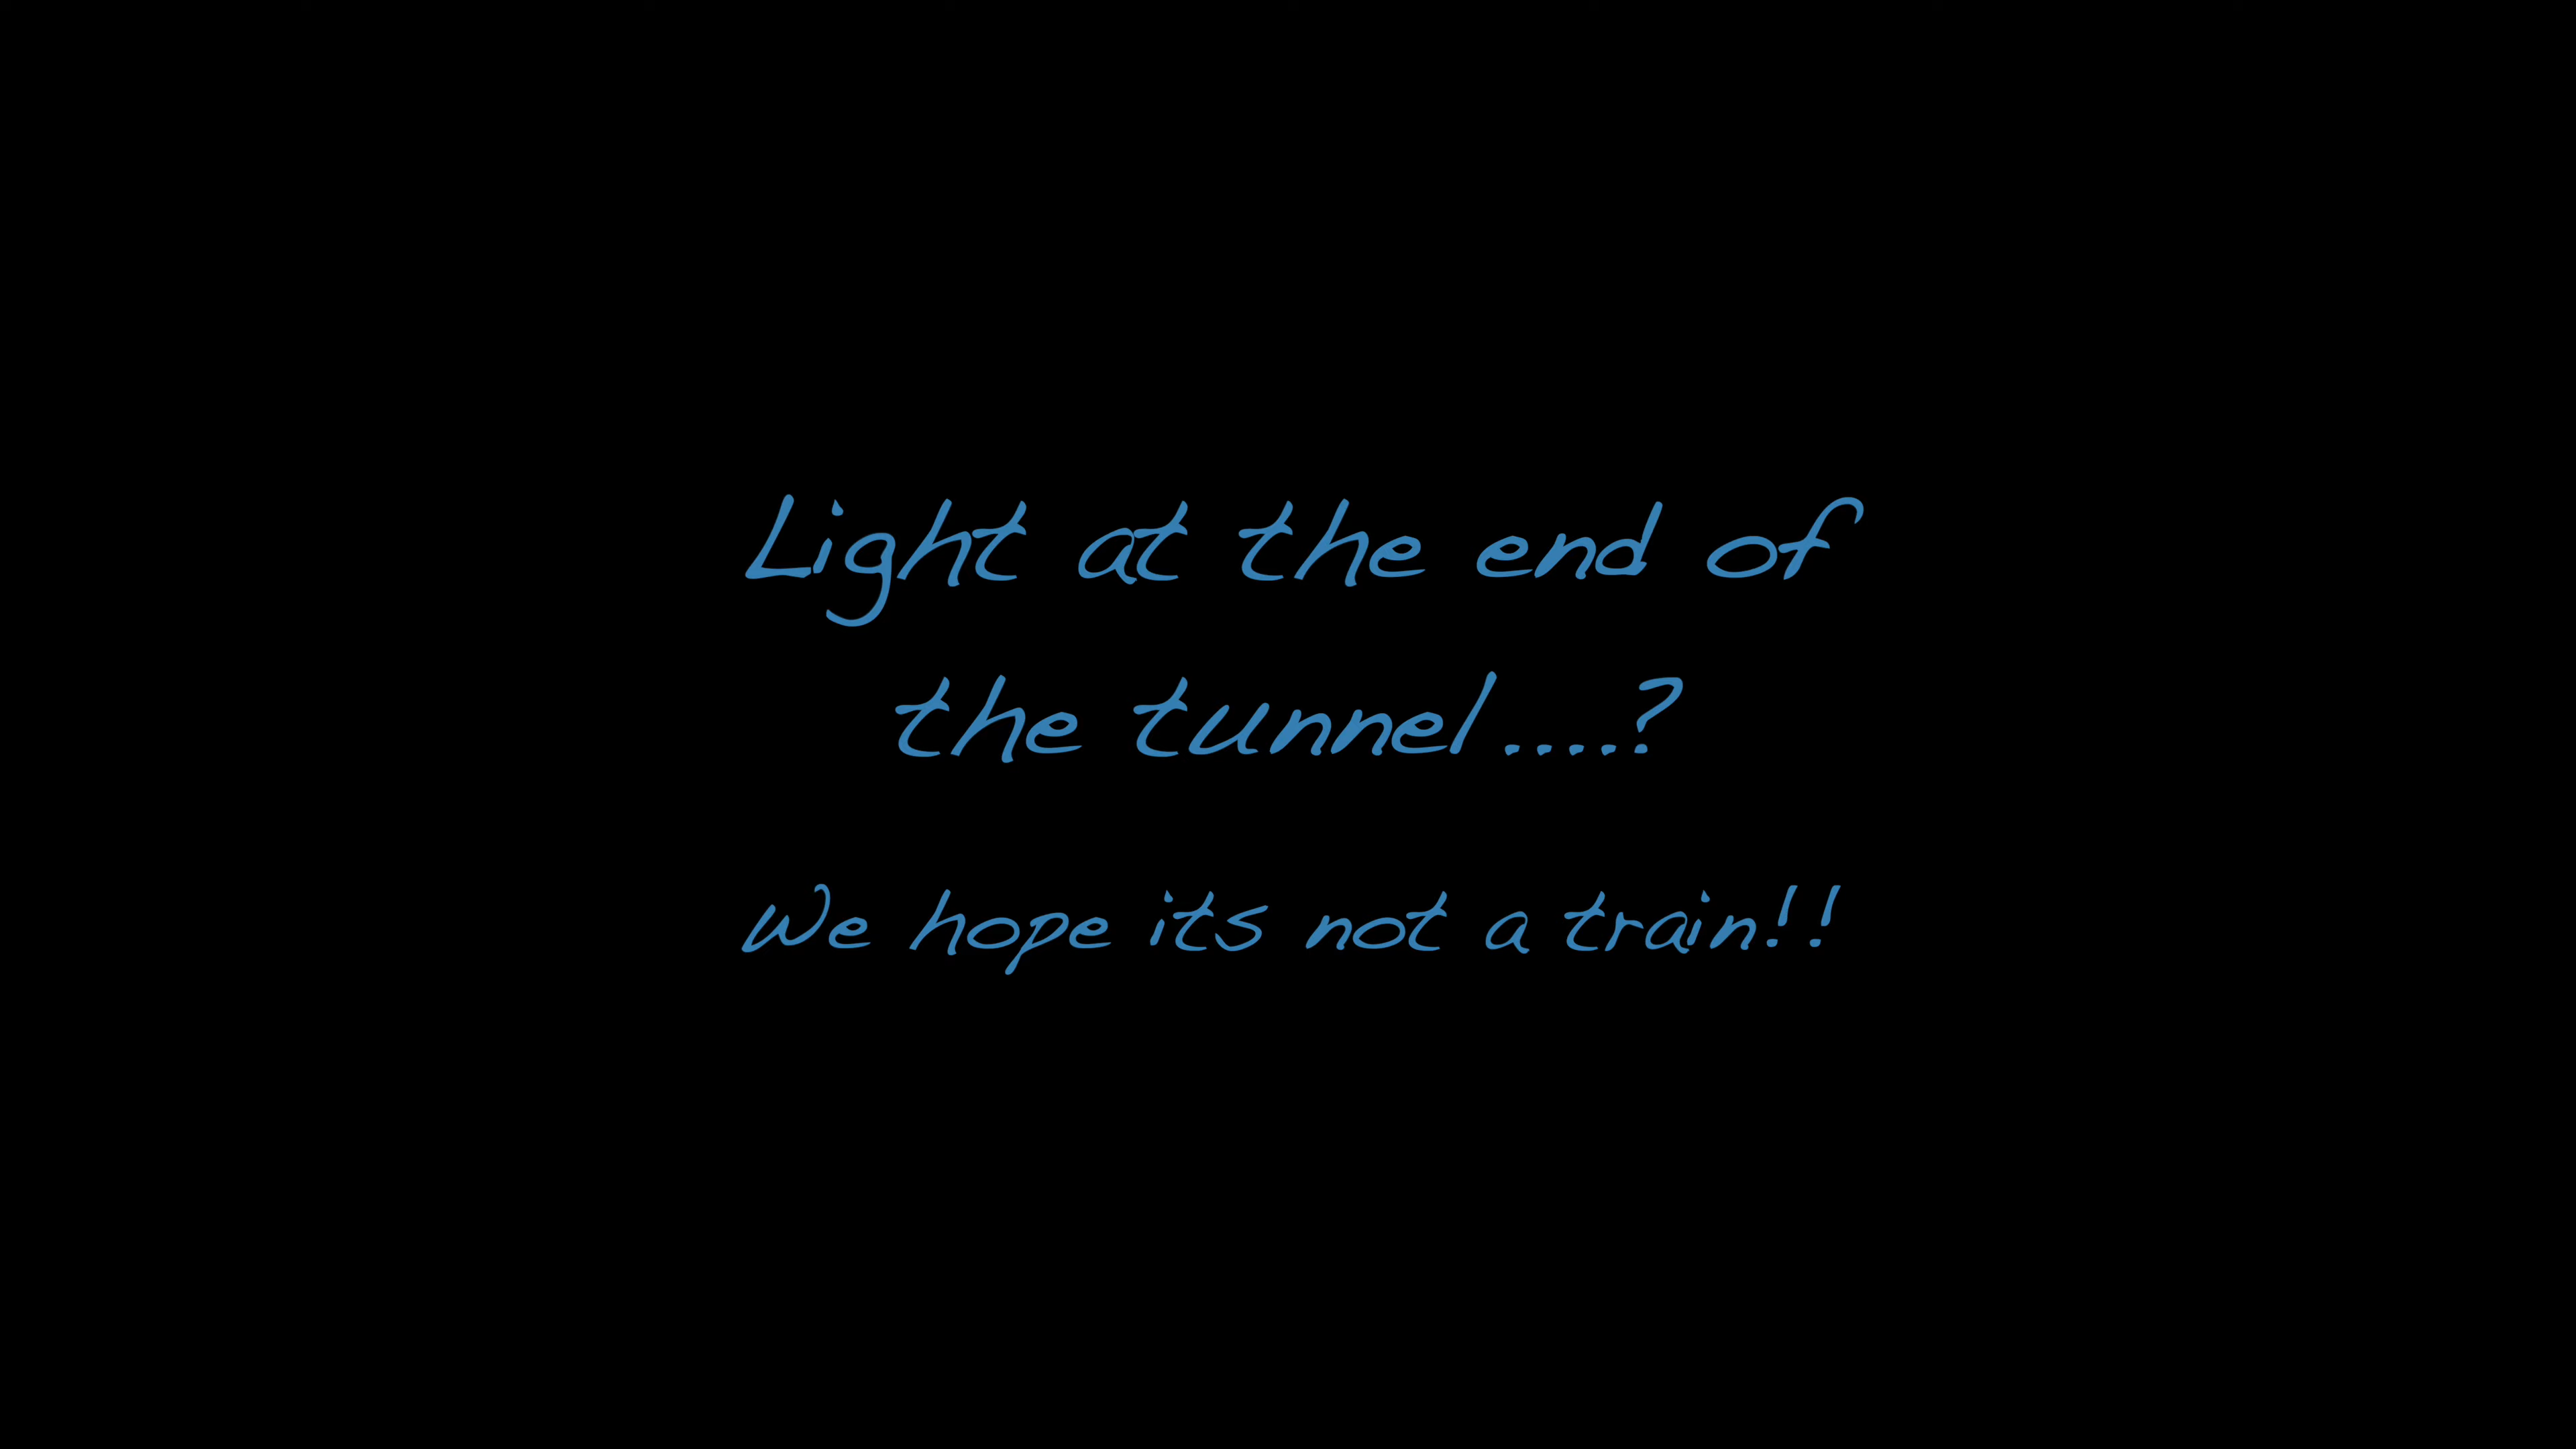 Light at the end of
the tunnel....?
We hope its not a train!!